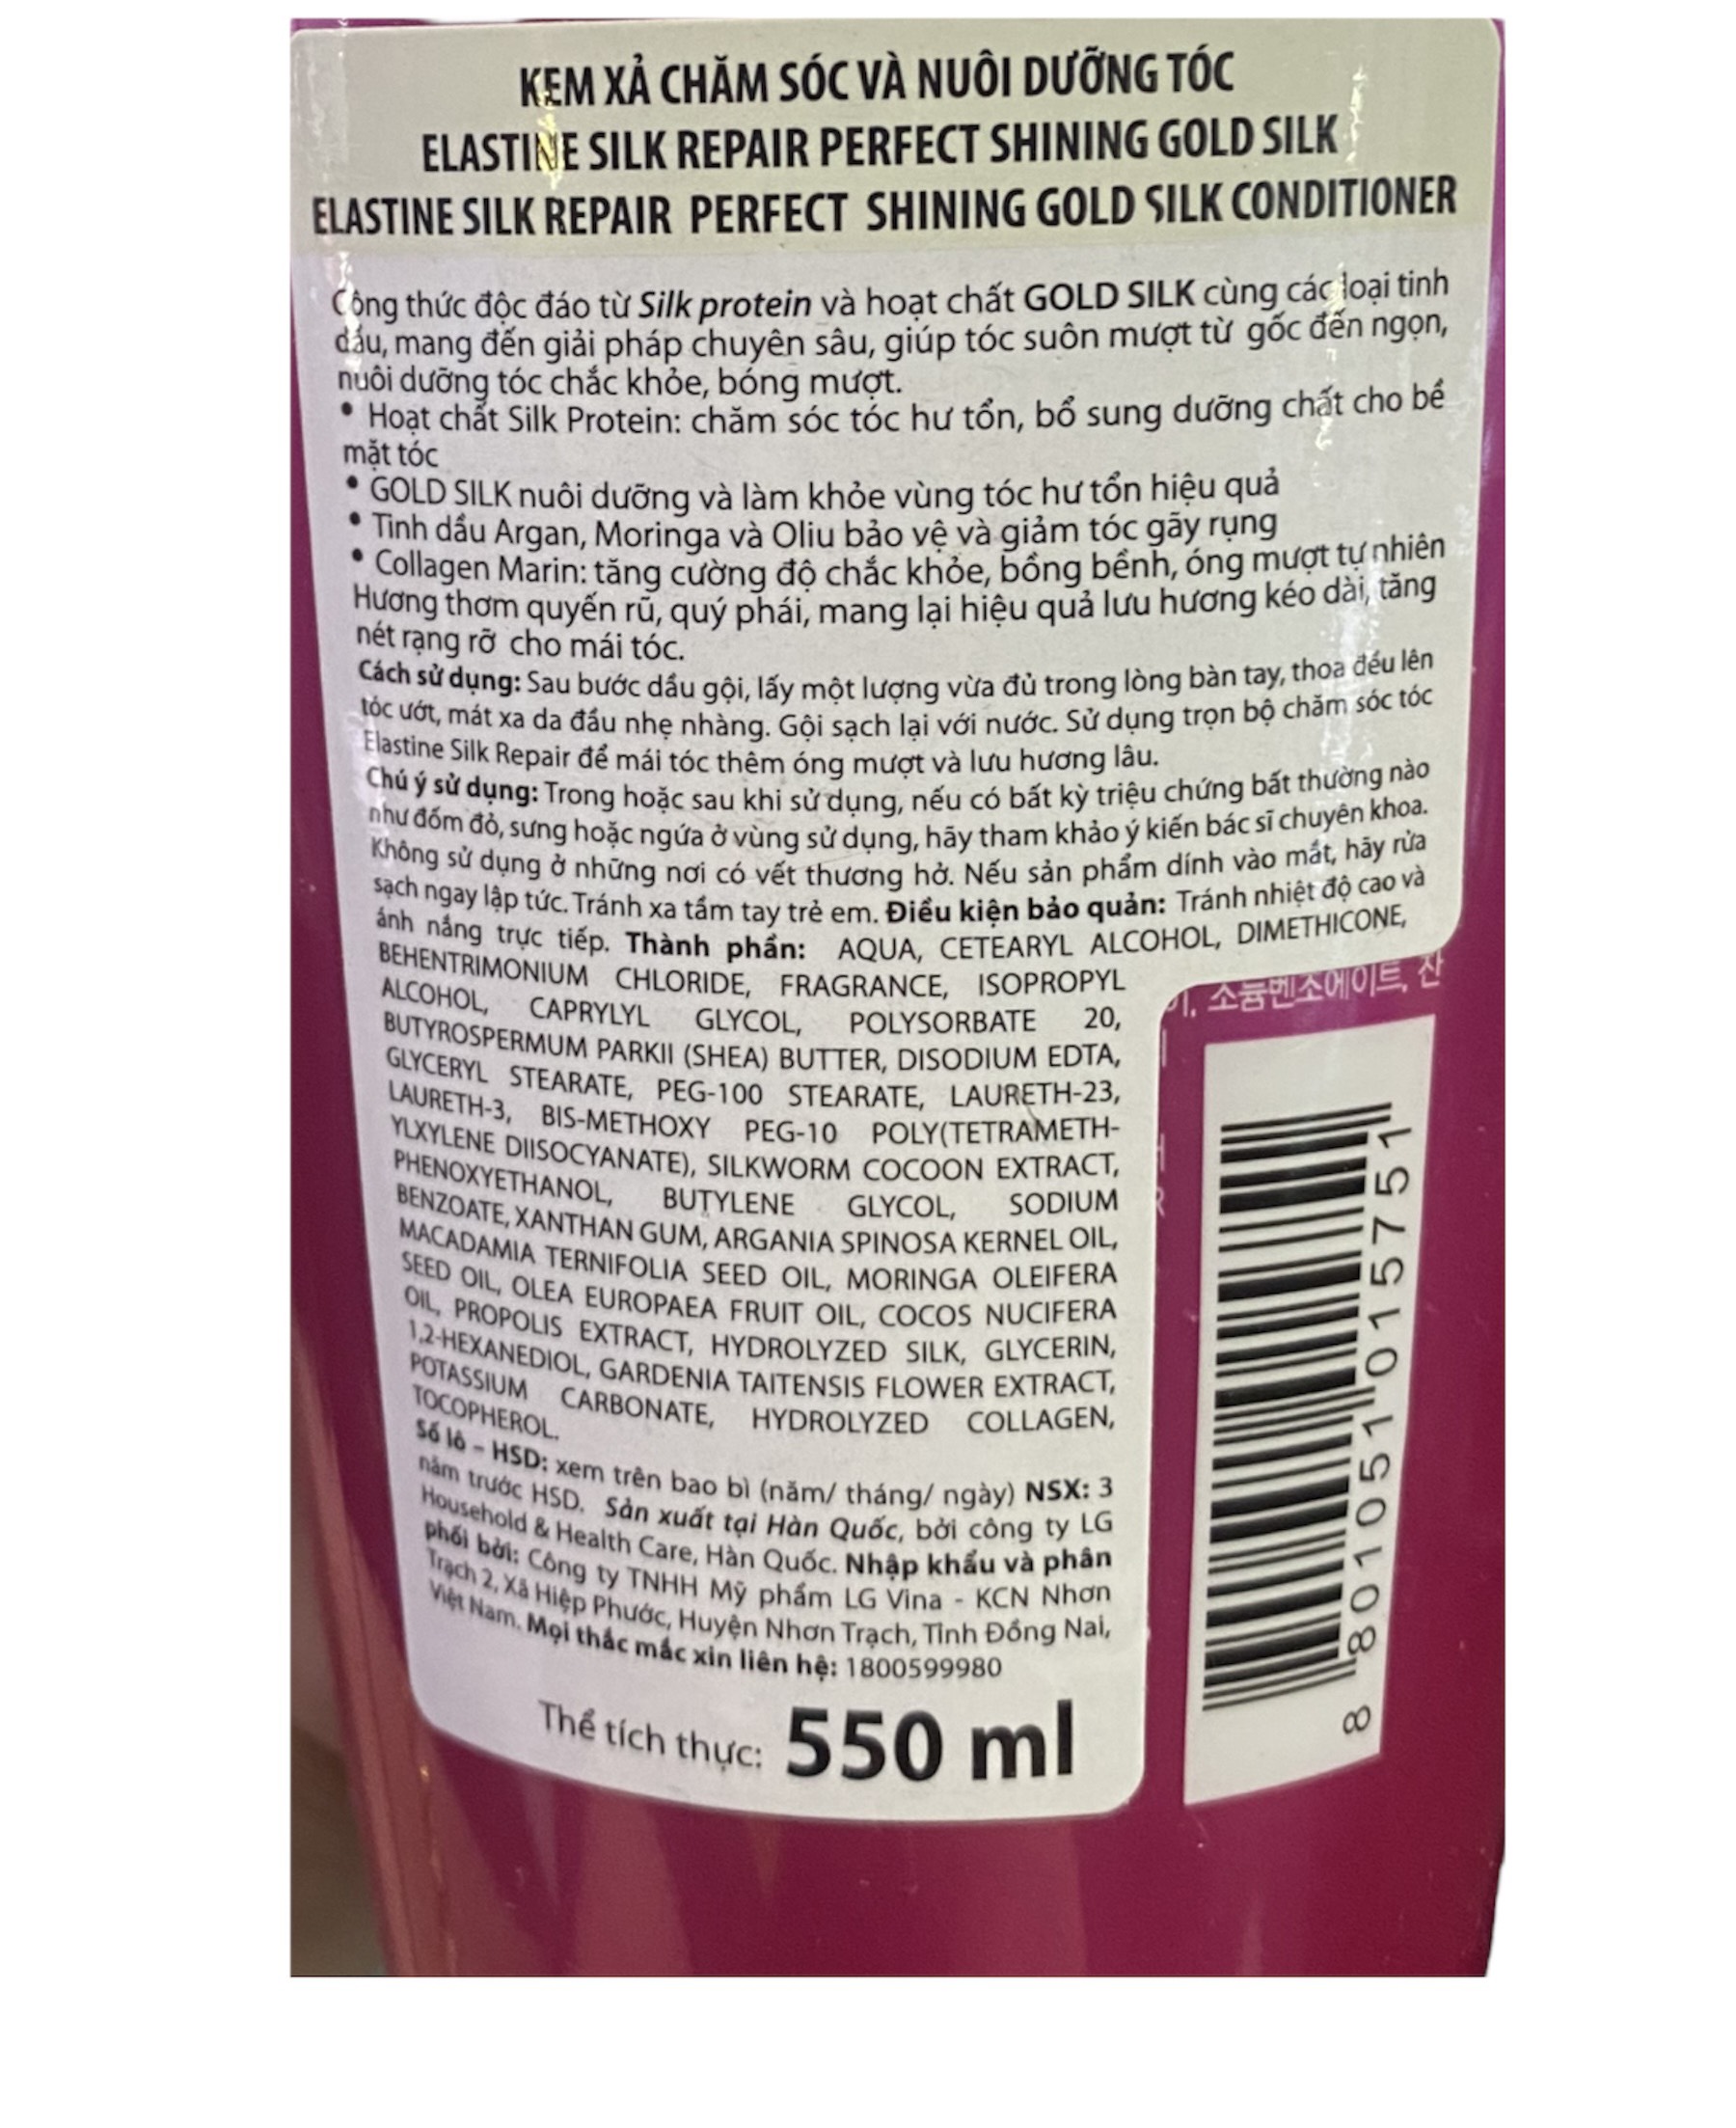 KEM XẢ CHĂM SÓC VÀ NUÔI DƯỠNG TÓC
ELASTINE SILK REPAIR PERFECT SHINING GOLD SILK
ELASTINE SILK REPAIR PERFECT SHINING GOLD SILK CONDITIONER
Công thức độc đáo từ Silk protein và hoạt chất GOLD SILK cùng các loại tinh
dầu, mang đến giải pháp chuyên sâu, giúp tóc suôn mượt từ gốc đến ngọn,
nuôi dưỡng tóc chắc khỏe, bóng mượt.
• Hoạt chất Silk Protein: chăm sóc tóc hư tổn, bổ sung dưỡng chất cho bề
mặt tóc
• GOLD SILK nuôi dưỡng và làm khỏe vùng tóc hư tổn hiệu quả
• Tinh dầu Argan, Moringa và Oliu bảo vệ và giảm tóc gãy rụng
• Collagen Marin: tăng cường độ chắc khỏe, bồng bềnh, óng mượt tự nhiên
Hương thơm quyến rũ, quý phái, mang lại hiệu quả lưu hương kéo dài, tăng
nét rạng rỡ cho mái tóc.
Cách sử dụng: Sau bước dầu gội, lấy một lượng vừa đủ trong lòng bàn tay, thoa đều lên
tóc ướt, mát xa da đầu nhẹ nhàng. Gội sạch lại với nước. Sử dụng trọn bộ chăm sóc tóc
Elastine Silk Repair để mái tóc thêm óng mượt và lưu hương lâu.
Chú ý sử dụng: Trong hoặc sau khi sử dụng, nếu có bất kỳ triệu chứng bất thường nào
như đốm đỏ, sưng hoặc ngứa ở vùng sử dụng, hãy tham khảo ý kiến bác sĩ chuyên khoa.
Không sử dụng ở những nơi có vết thương hở. Nếu sản phẩm dính vào mắt, hãy rửa
sạch ngay lập tức. Tránh xa tầm tay trẻ em. Điều kiện bảo quản: Tránh nhiệt độ cao và
ánh nắng trực tiếp. Thành phần: AQUA, CETEARYL ALCOHOL, DIMETHICONE,
BEHENTRIMONIUM CHLORIDE, FRAGRANCE, ISOPROPYL
ALCOHOL, CAPRYLYL GLYCOL, POLYSORBATE 20,
BUTYROSPERMUM PARKII (SHEA) BUTTER, DISODIUM EDTA,
GLYCERYL STEARATE, PEG-100 STEARATE, LAURETH-23,
LAURETH-3, BIS-METHOXY PEG-10 POLY(TETRAMETH-
YLXYLENE DIISOCYANATE), SILKWORM COCOON EXTRACT,
PHENOXYETHANOL, BUTYLENE GLYCOL, SODIUM
BENZOATE, XANTHAN GUM, ARGANIA SPINOSA KERNEL OIL,
MACADAMIA TERNIFOLIA SEED OIL, MORINGA OLEIFERA
SEED OIL, OLEA EUROPAEA FRUIT OIL, COCOS NUCIFERA
OIL, PROPOLIS EXTRACT, HYDROLYZED SILK, GLYCERIN,
1,2-HEXANEDIOL, GARDENIA TAITENSIS FLOWER EXTRACT,
POTASSIUM CARBONATE, HYDROLYZED COLLAGEN,
TOCOPHEROL.
Số lô – HSD: xem trên bao bì (năm/ tháng/ ngày) NSX: 3
năm trước HSD. Sản xuất tại Hàn Quốc, bởi công ty LG
Household & Health Care, Hàn Quốc. Nhập khẩu và phân
phối bởi: Công ty TNHH Mỹ phẩm LG Vina - KCN Nhơn
Trạch 2, Xã Hiệp Phước, Huyện Nhơn Trạch, Tỉnh Đồng Nai,
Việt Nam. Mọi thắc mắc xin liên hệ: 1800599980
Thể tích thực: 550 ml
소듐벤조에이트, 잔
8 801051 015751